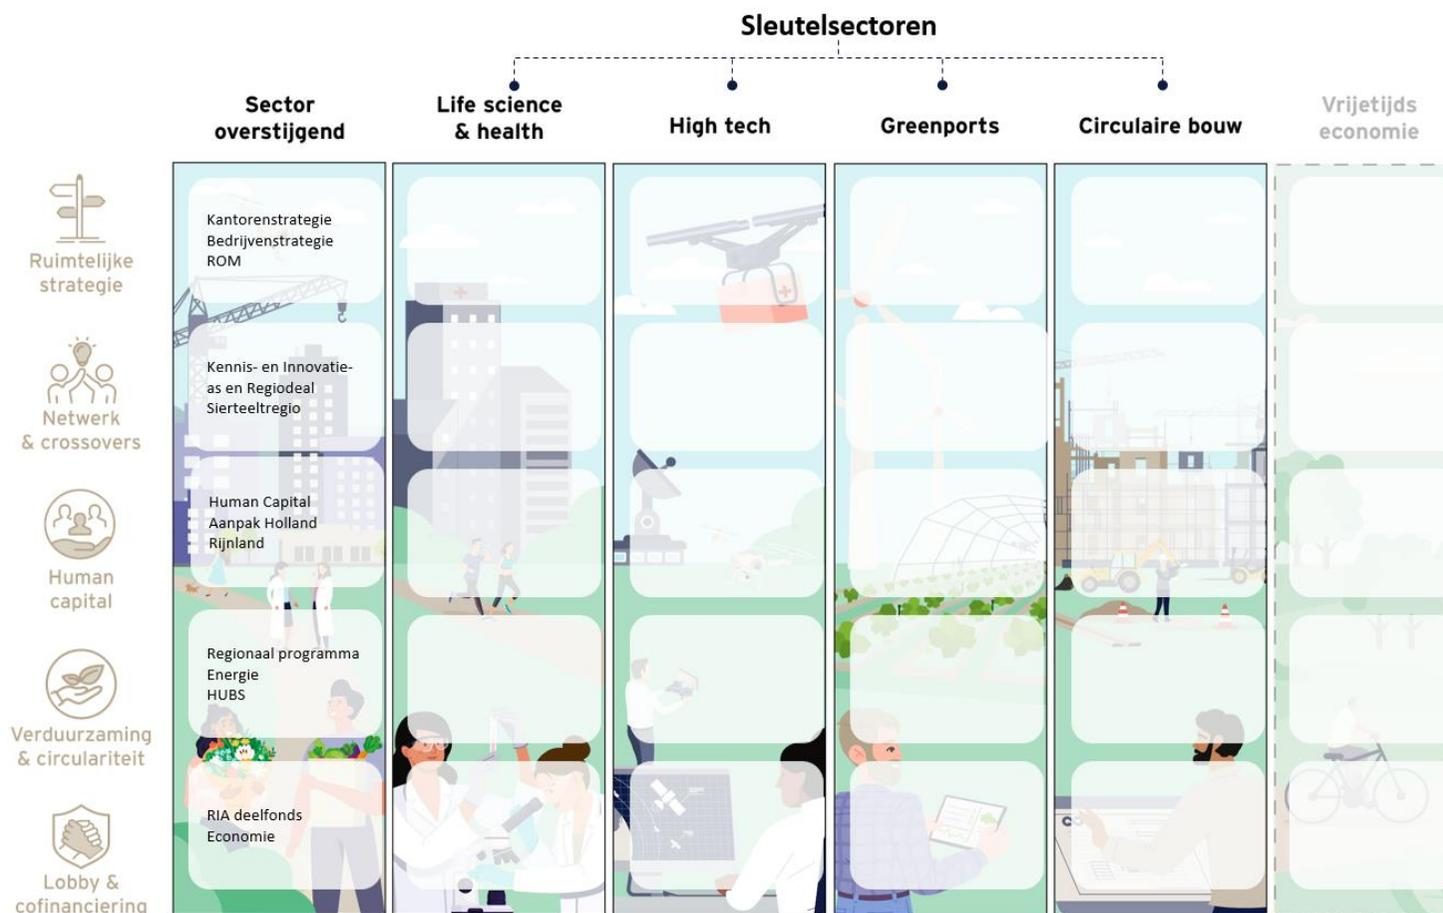 Sleutelsectoren
Sector
overstijgend
Life science
& health
High tech
Greenports
Circulaire bouw
Vrijetijds
economie
Ruimtelijke
strategie
Kantorenstrategie
Bedrijvenstrategie
ROM
Netwerk
& crossovers
Kennis- en Innovatie-
as en Regiodeal
Sierteeltregio
Human
capital
Human Capital
Aanpak Holland
Rijnland
Verduurzaming
& circulariteit
Regionaal programma
Energie
HUBS
Lobby &
cofinanciering
RIA deelfonds
Economie